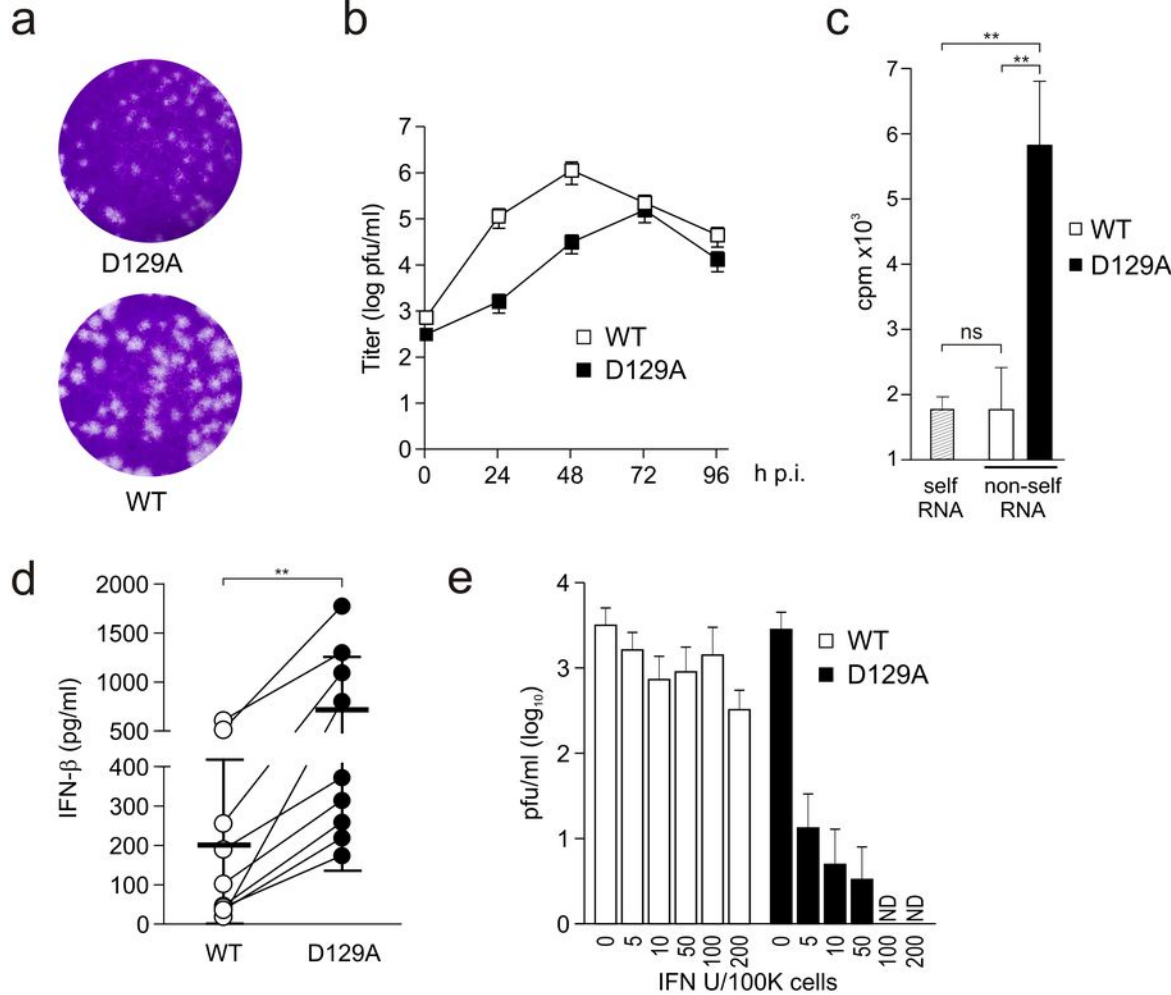 a
D129A
WT
b
Titer (log pfu/ml)
7
6
5
4
3
2
1
0
0 24 48 72 96 h p.i.
WT
D129A
c
**
**
ns
cpm x10³
7
6
5
4
3
2
1
self RNA
non-self RNA
WT
D129A
d
**
IFN-β (pg/ml)
2000
1500
1000
500
400
300
200
100
0
WT D129A
e
pfu/ml (log₁₀)
4
3
2
1
0
WT
D129A
0 5 10 50 100 200 0 5 10 50 100 200
ND ND
IFN U/100K cells